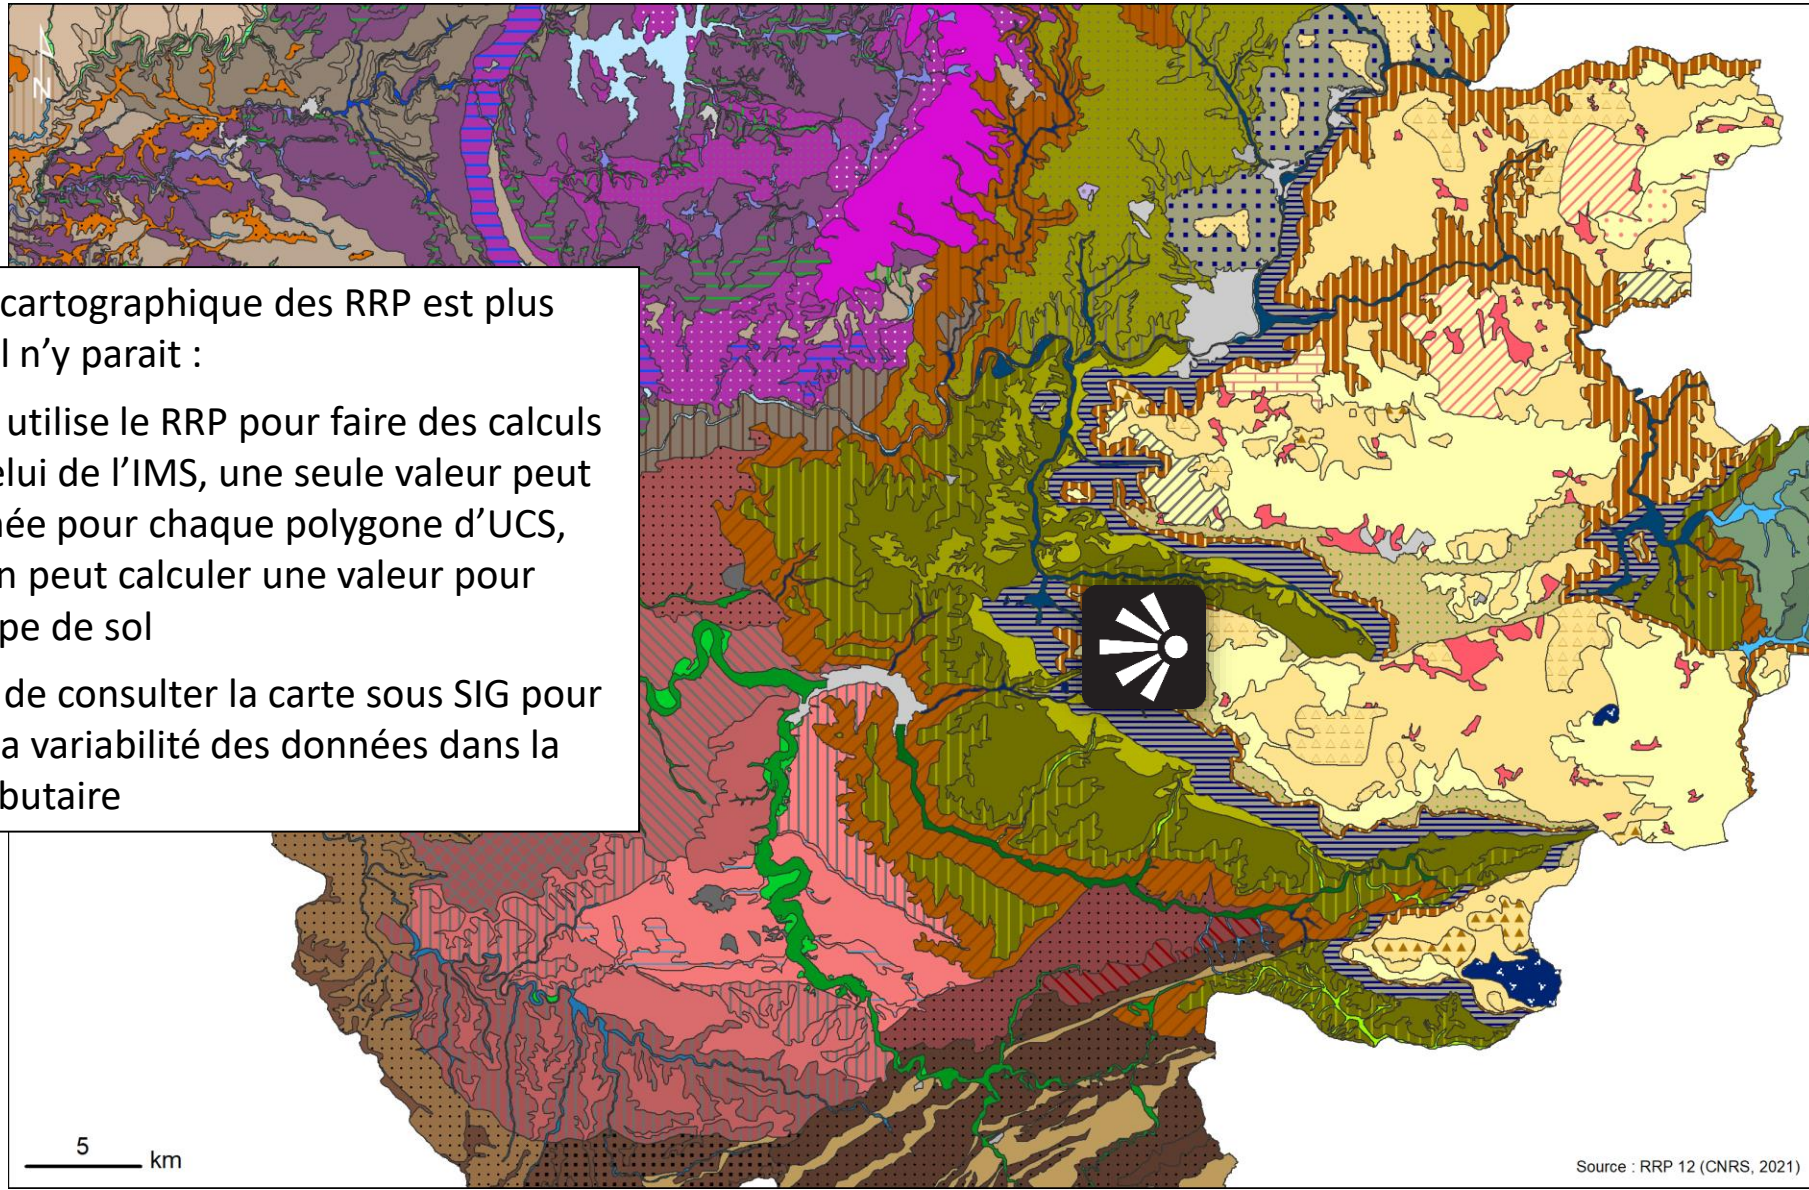 N
cartographique des RRP est plus
l n’y parait :
utilise le RRP pour faire des calculs
elui de l’IMS, une seule valeur peut
née pour chaque polygone d’UCS,
n peut calculer une valeur pour
pe de sol
de consulter la carte sous SIG pour
a variabilité des données dans la
butaire
5
km
Source : RRP 12 (CNRS, 2021)